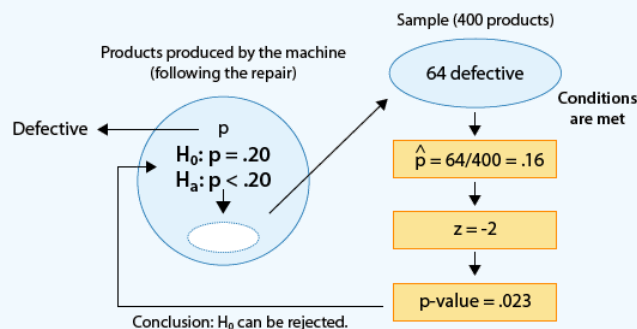 Sample (400 products)
Products produced by the machine
(following the repair)
64 defective
Conditions
are met
Defective
p
H₀: p = .20
Hₐ: p < .20
p̂ = 64/400 = .16
z = -2
p-value = .023
Conclusion: H₀ can be rejected.